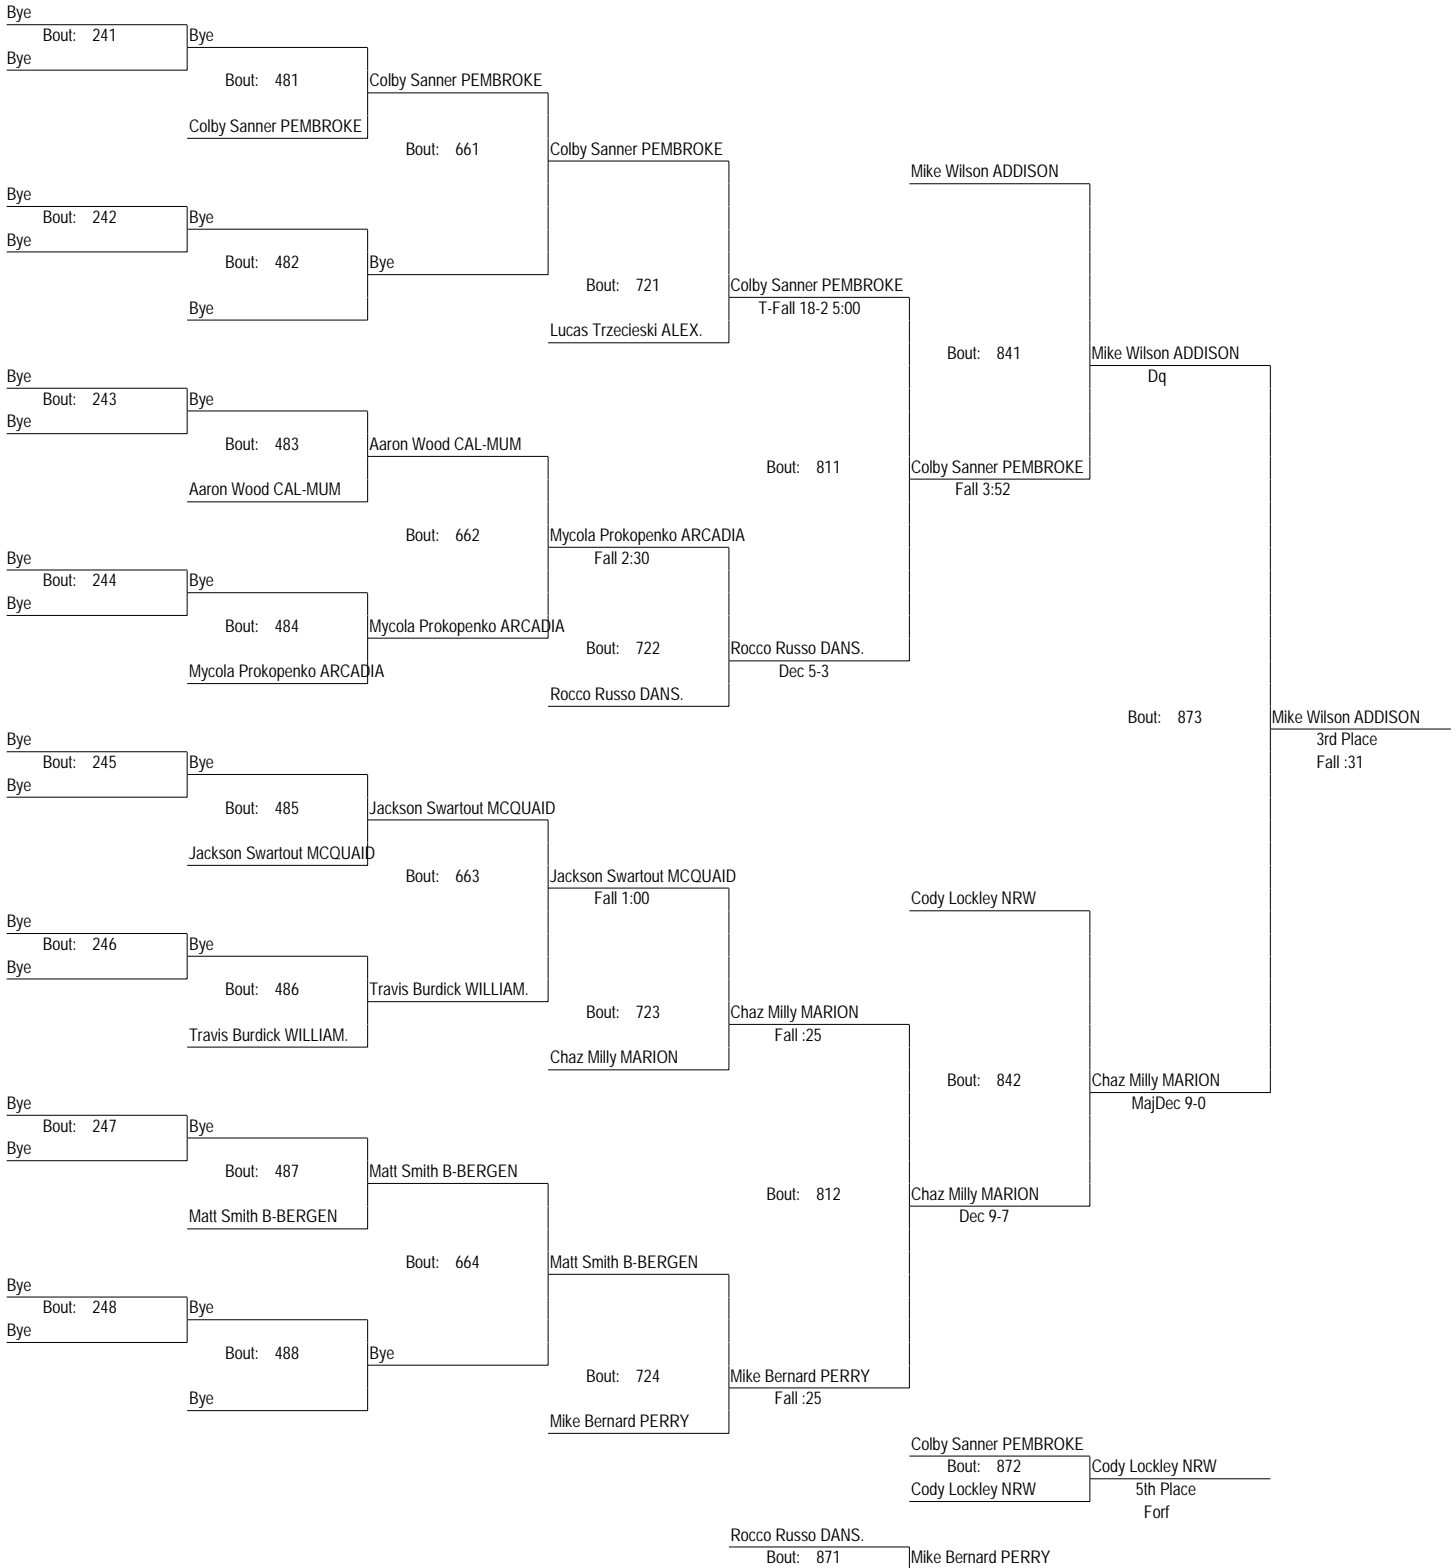 Bye
Bout: 241
Bye
Bye
Bout: 481
Colby Sanner PEMBROKE
Colby Sanner PEMBROKE
Bout: 661
Colby Sanner PEMBROKE
Mike Wilson ADDISON
Bye
Bout: 242
Bye
Bye
Bout: 482
Bye
Bye
Bout: 721
Colby Sanner PEMBROKE
T-Fall 18-2 5:00
Lucas Trzecieski ALEX.
Bout: 841
Mike Wilson ADDISON
Dq
Bye
Bout: 243
Bye
Bye
Bout: 483
Aaron Wood CAL-MUM
Aaron Wood CAL-MUM
Bout: 811
Colby Sanner PEMBROKE
Fall 3:52
Bout: 662
Mycola Prokopenko ARCADIA
Fall 2:30
Bye
Bout: 244
Bye
Bye
Bout: 484
Mycola Prokopenko ARCADIA
Mycola Prokopenko ARCADIA
Bout: 722
Rocco Russo DANS.
Dec 5-3
Rocco Russo DANS.
Bout: 873
Mike Wilson ADDISON
3rd Place
Fall :31
Bye
Bout: 245
Bye
Bye
Bout: 485
Jackson Swartout MCQUAID
Jackson Swartout MCQUAID
Bout: 663
Jackson Swartout MCQUAID
Fall 1:00
Cody Lockley NRW
Bye
Bout: 246
Bye
Bye
Bout: 486
Travis Burdick WILLIAM.
Travis Burdick WILLIAM.
Bout: 723
Chaz Milly MARION
Fall :25
Chaz Milly MARION
Bout: 842
Chaz Milly MARION
MajDec 9-0
Bye
Bout: 247
Bye
Bye
Bout: 487
Matt Smith B-BERGEN
Matt Smith B-BERGEN
Bout: 812
Chaz Milly MARION
Dec 9-7
Bout: 664
Matt Smith B-BERGEN
Bye
Bout: 248
Bye
Bye
Bout: 488
Bye
Bye
Bout: 724
Mike Bernard PERRY
Fall :25
Mike Bernard PERRY
Colby Sanner PEMBROKE
Bout: 872
Cody Lockley NRW
Cody Lockley NRW
5th Place
Forf
Rocco Russo DANS.
Bout: 871
Mike Bernard PERRY